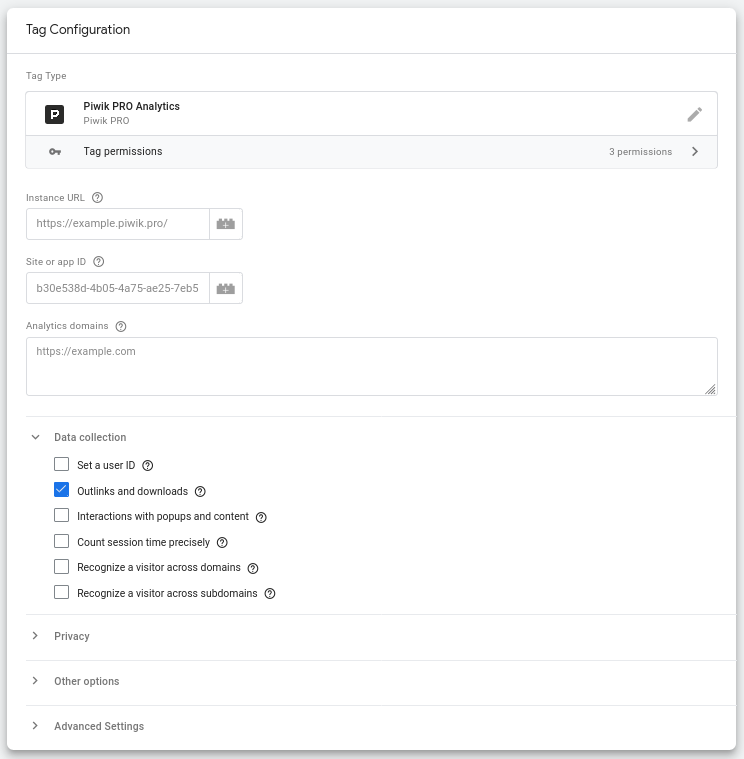 Tag Configuration
Tag Type
Piwik PRO Analytics
Piwik PRO
Tag permissions
3 permissions
Instance URL
https://example.piwik.pro/
Site or app ID
b30e538d-4b05-4a75-ae25-7eb5
Analytics domains
https://example.com
Data collection
Set a user ID
Outlinks and downloads
Interactions with popups and content
Count session time precisely
Recognize a visitor across domains
Recognize a visitor across subdomains
Privacy
Other options
Advanced Settings